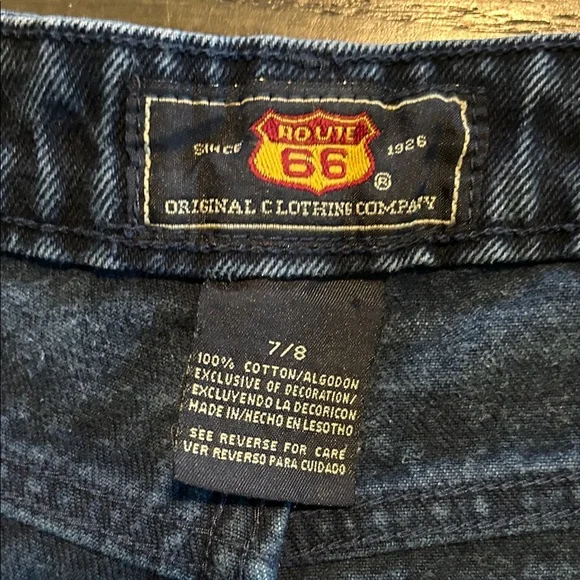 ROUTE
SINCE 66 1926
®
ORIGINAL CLOTHING COMPANY
7/8
100% COTTON/ALGODON
EXCLUSIVE OF DECORATION/
EXCLUYENDO LA DECORICON
MADE IN/HECHO EN LESOTHO
SEE REVERSE FOR CARE
VER REVERSO PARA CUIDADO